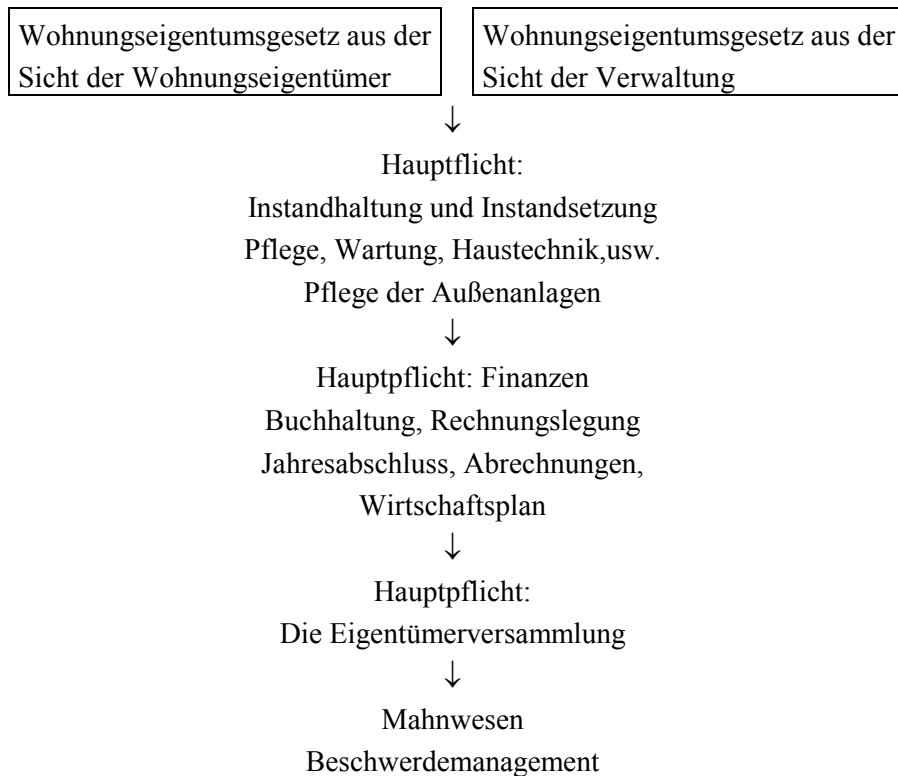 Wohnungseigentumsgesetz aus der
Sicht der Wohnungseigentümer
Wohnungseigentumsgesetz aus der
Sicht der Verwaltung
↓
Hauptflicht:
Instandhaltung und Instandsetzung
Pflege, Wartung, Haustechnik,usw.
Pflege der Außenanlagen
↓
Hauptpflicht: Finanzen
Buchhaltung, Rechnungslegung
Jahresabschluss, Abrechnungen,
Wirtschaftsplan
↓
Hauptpflicht:
Die Eigentümerversammlung
↓
Mahnwesen
Beschwerdemanagement